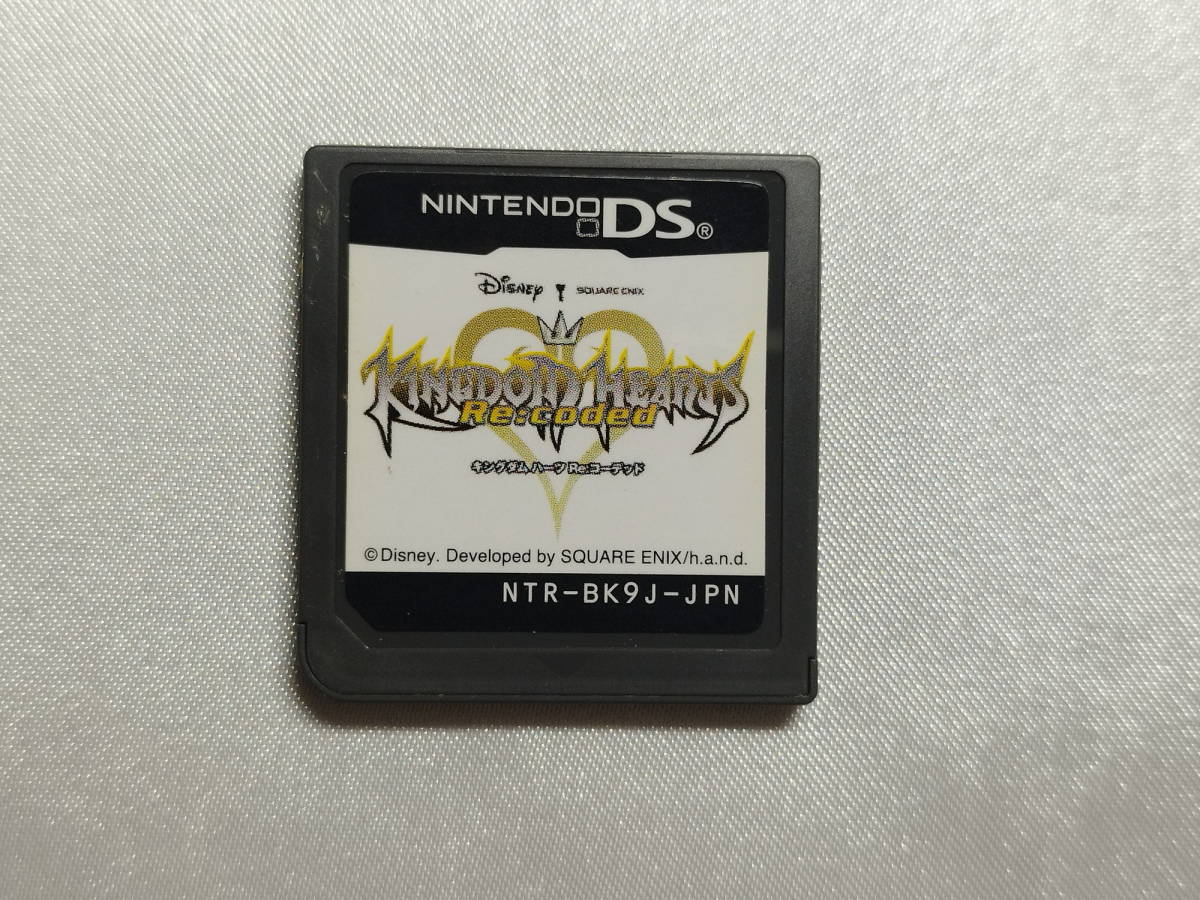 NINTENDO DS®
Disney SQUARE ENIX
KINGDOM HEARTS
Re:coded
キングダム ハーツ Re:コーデッド
©Disney. Developed by SQUARE ENIX/h.a.n.d.
NTR-BK9J-JPN